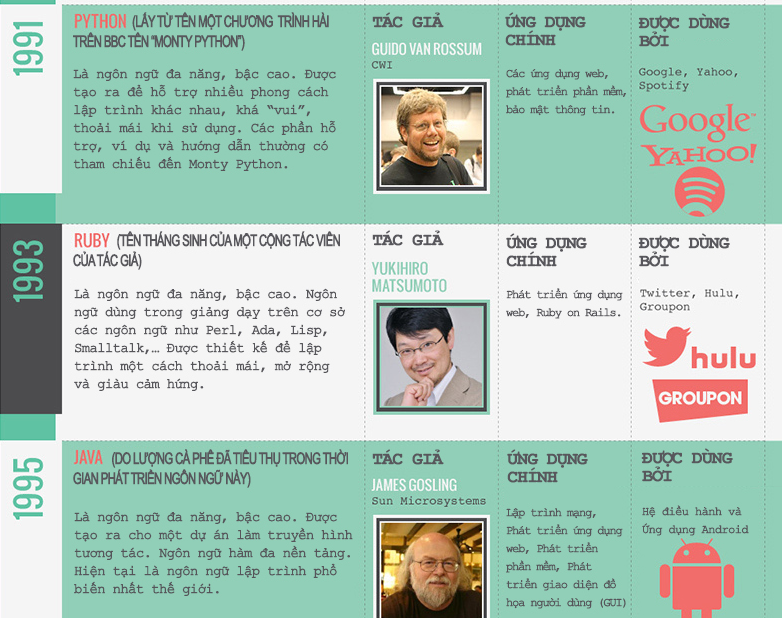 1991
PYTHON (LẤY TỪ TÊN MỘT CHƯƠNG TRÌNH HÀI
TRÊN BBC TÊN “MONTY PYTHON”)
Là ngôn ngữ đa năng, bậc cao. Được
tạo ra để hỗ trợ nhiều phong cách
lập trình khác nhau, khá “vui”,
thoải mái khi sử dụng. Các phần hỗ
trợ, ví dụ và hướng dẫn thường có
tham chiếu đến Monty Python.
TÁC GIẢ
GUIDO VAN ROSSUM
CWI
ỨNG DỤNG
CHÍNH
Các ứng dụng web,
phát triển phần mềm,
bảo mật thông tin.
ĐƯỢC DÙNG
BỞI
Google, Yahoo,
Spotify
Google™
YAHOO!
1993
RUBY (TÊN THÁNG SINH CỦA MỘT CỘNG TÁC VIÊN
CỦA TÁC GIẢ)
Là ngôn ngữ đa năng, bậc cao. Ngôn
ngữ dùng trong giảng dạy trên cơ sở
các ngôn ngữ như Perl, Ada, Lisp,
Smalltalk,… Được thiết kế để lập
trình một cách thoải mái, mở rộng
và giàu cảm hứng.
TÁC GIẢ
YUKIHIRO
MATSUMOTO
ỨNG DỤNG
CHÍNH
Phát triển ứng dụng
web, Ruby on Rails.
ĐƯỢC DÙNG
BỞI
Twitter, Hulu,
Groupon
hulu
GROUPON
1995
JAVA (DO LƯỢNG CÀ PHÊ ĐÃ TIÊU THỤ TRONG THỜI
GIAN PHÁT TRIỂN NGÔN NGỮ NÀY)
Là ngôn ngữ đa năng, bậc cao. Được
tạo ra cho một dự án làm truyền hình
tương tác. Ngôn ngữ hàm đa nền tảng.
Hiện tại là ngôn ngữ lập trình phổ
biến nhất thế giới.
TÁC GIẢ
JAMES GOSLING
Sun Microsystems
ỨNG DỤNG
CHÍNH
Lập trình mạng,
Phát triển ứng dụng
web, Phát triển
phần mềm, Phát
triển giao diện đồ
họa người dùng (GUI)
ĐƯỢC DÙNG
BỞI
Hệ điều hành và
Ứng dụng Android